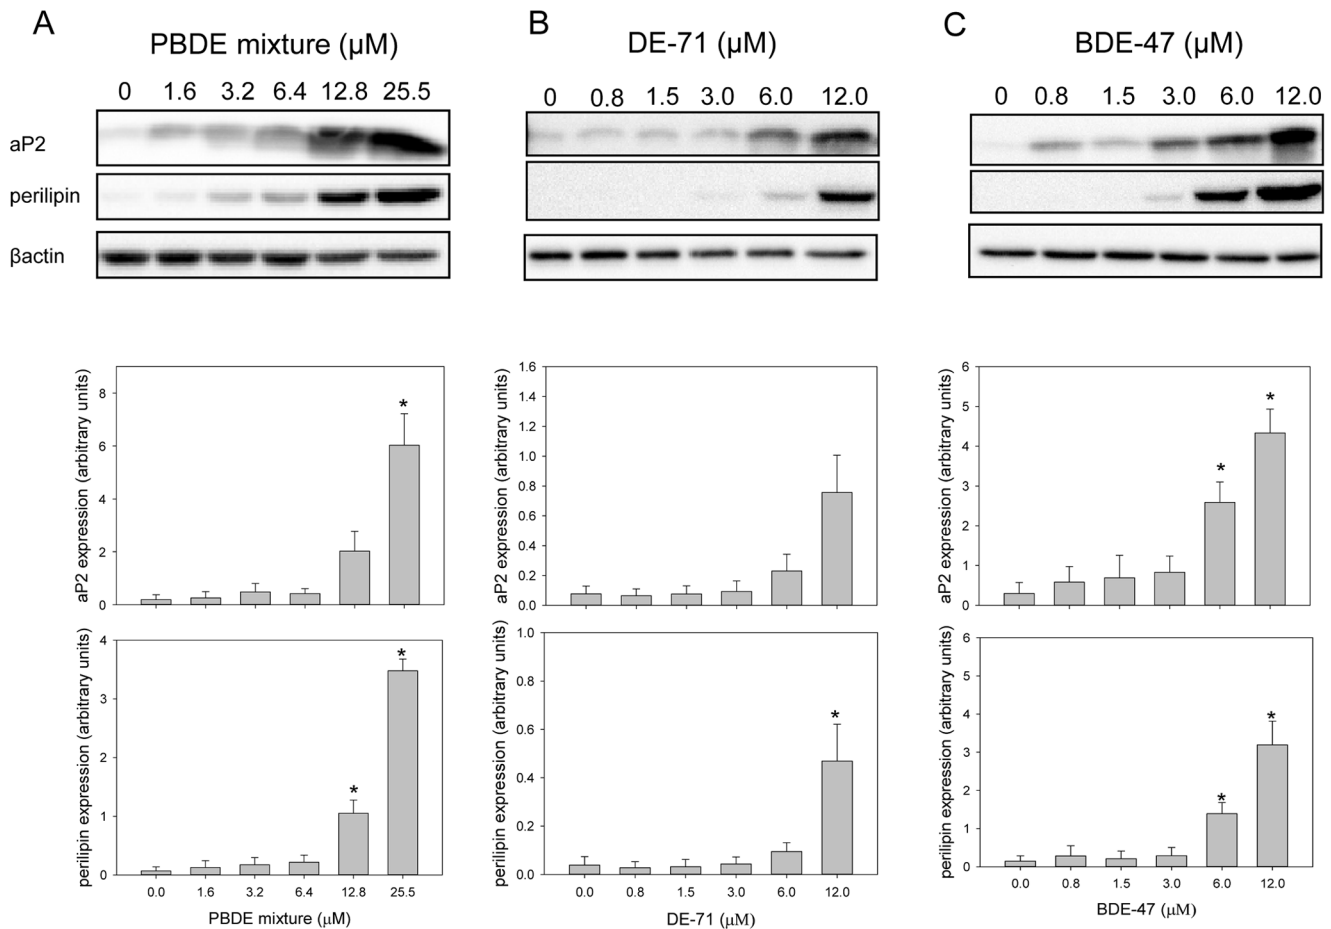 A
PBDE mixture (μM)
0 1.6 3.2 6.4 12.8 25.5
aP2
perilipin
βactin
B
DE-71 (μM)
0 0.8 1.5 3.0 6.0 12.0
C
BDE-47 (μM)
0 0.8 1.5 3.0 6.0 12.0
aP2 expression (arbitrary units)
8
6
4
2
0
*
perilipin expression (arbitrary units)
4
3
2
1
0
* *
0.0 1.6 3.2 6.4 12.8 25.5
PBDE mixture (μM)
aP2 expression (arbitrary units)
1.6
1.4
1.2
1.0
0.8
0.6
0.4
0.2
0.0
perilipin expression (arbitrary units)
1.0
0.8
0.6
0.4
0.2
0.0
*
0.0 0.8 1.5 3.0 6.0 12.0
DE-71 (μM)
aP2 expression (arbitrary units)
6
5
4
3
2
1
0
* *
perilipin expression (arbitrary units)
6
5
4
3
2
1
0
* *
0.0 0.8 1.5 3.0 6.0 12.0
BDE-47 (μM)